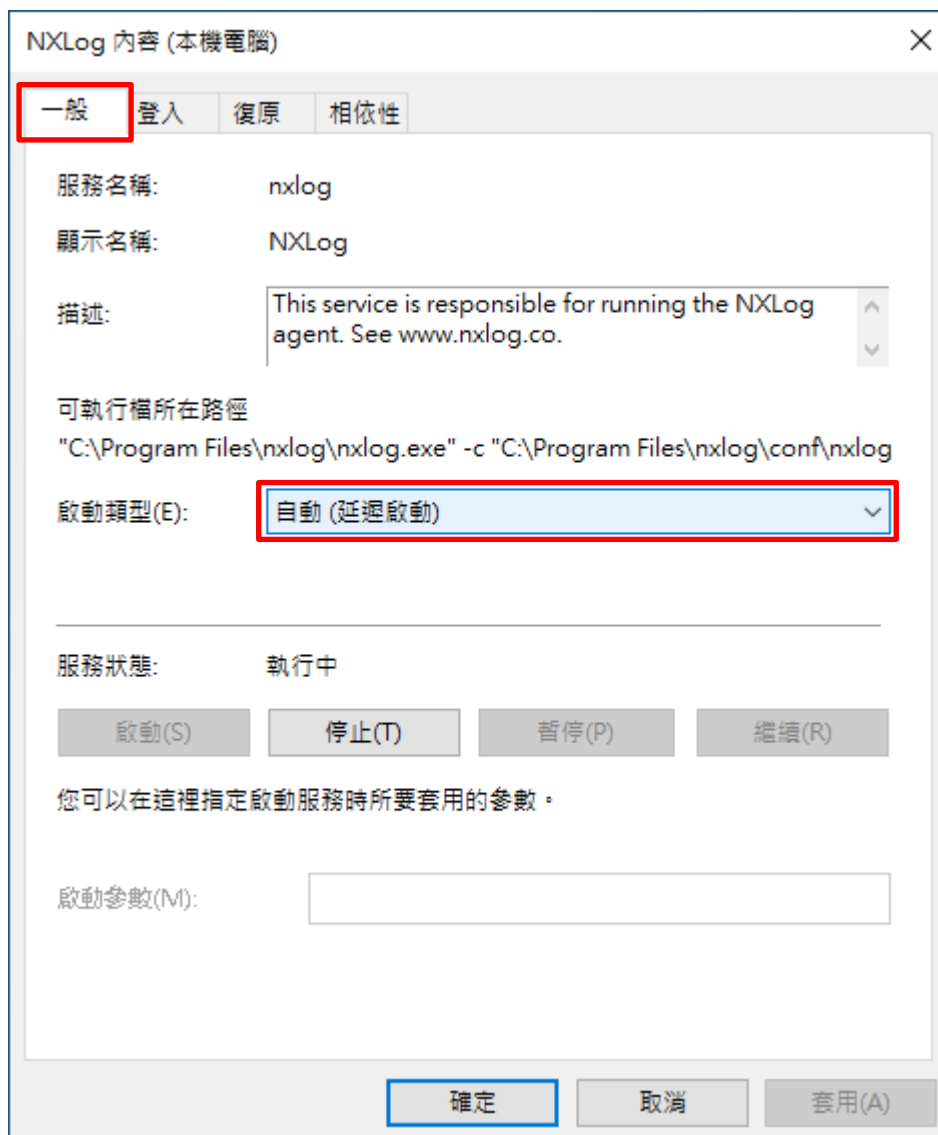 NXLog 內容 (本機電腦)
一般 登入 復原 相依性
服務名稱: nxlog
顯示名稱: NXLog
描述: This service is responsible for running the NXLog
agent. See www.nxlog.co.
可執行檔所在路徑
"C:\Program Files\nxlog\nxlog.exe" -c "C:\Program Files\nxlog\conf\nxlog
啟動類型(E): 自動 (延遲啟動)
服務狀態: 執行中
啟動(S) 停止(T) 暫停(P) 繼續(R)
您可以在這裡指定啟動服務時所要套用的參數。
啟動參數(M):
確定 取消 套用(A)